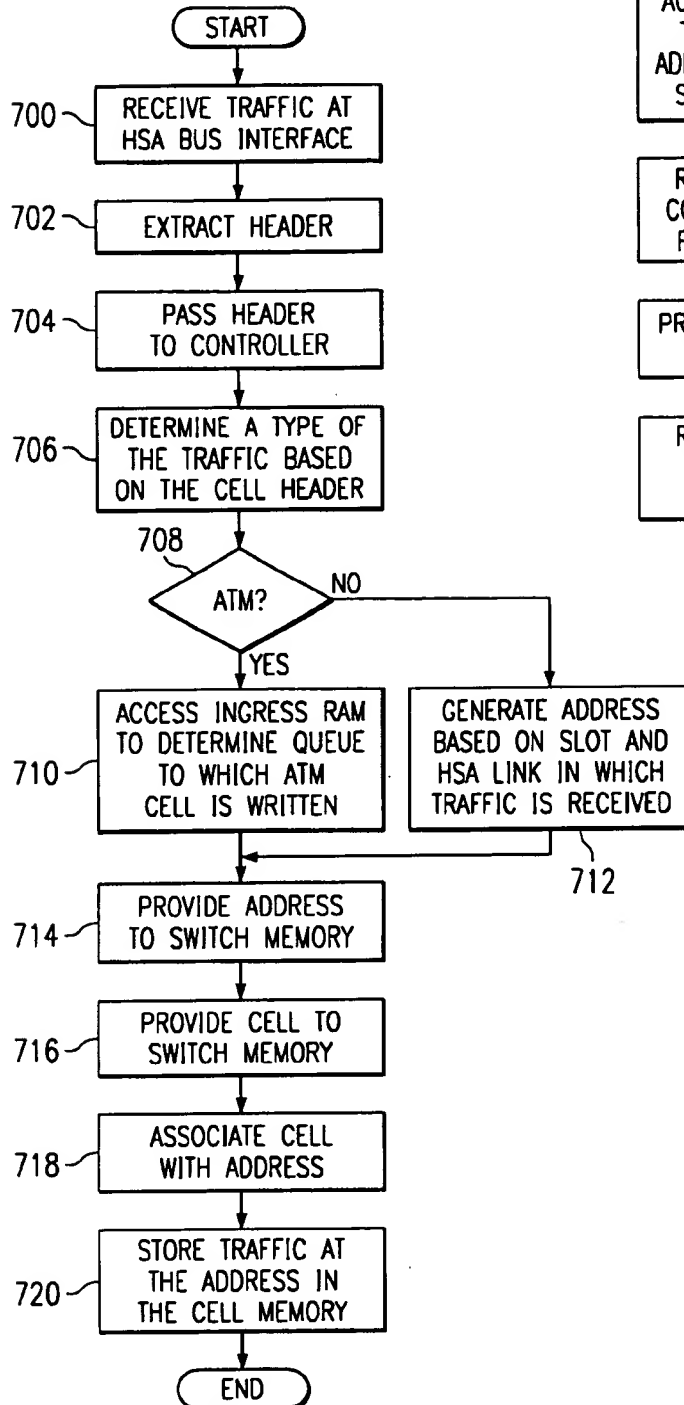 START
700
RECEIVE TRAFFIC AT
HSA BUS INTERFACE
702
EXTRACT HEADER
704
PASS HEADER
TO CONTROLLER
706
DETERMINE A TYPE OF
THE TRAFFIC BASED
ON THE CELL HEADER
708
ATM?
NO
YES
710
ACCESS INGRESS RAM
TO DETERMINE QUEUE
TO WHICH ATM
CELL IS WRITTEN
GENERATE ADDRESS
BASED ON SLOT AND
HSA LINK IN WHICH
TRAFFIC IS RECEIVED
712
714
PROVIDE ADDRESS
TO SWITCH MEMORY
716
PROVIDE CELL TO
SWITCH MEMORY
718
ASSOCIATE CELL
WITH ADDRESS
720
STORE TRAFFIC AT
THE ADDRESS IN
THE CELL MEMORY
END